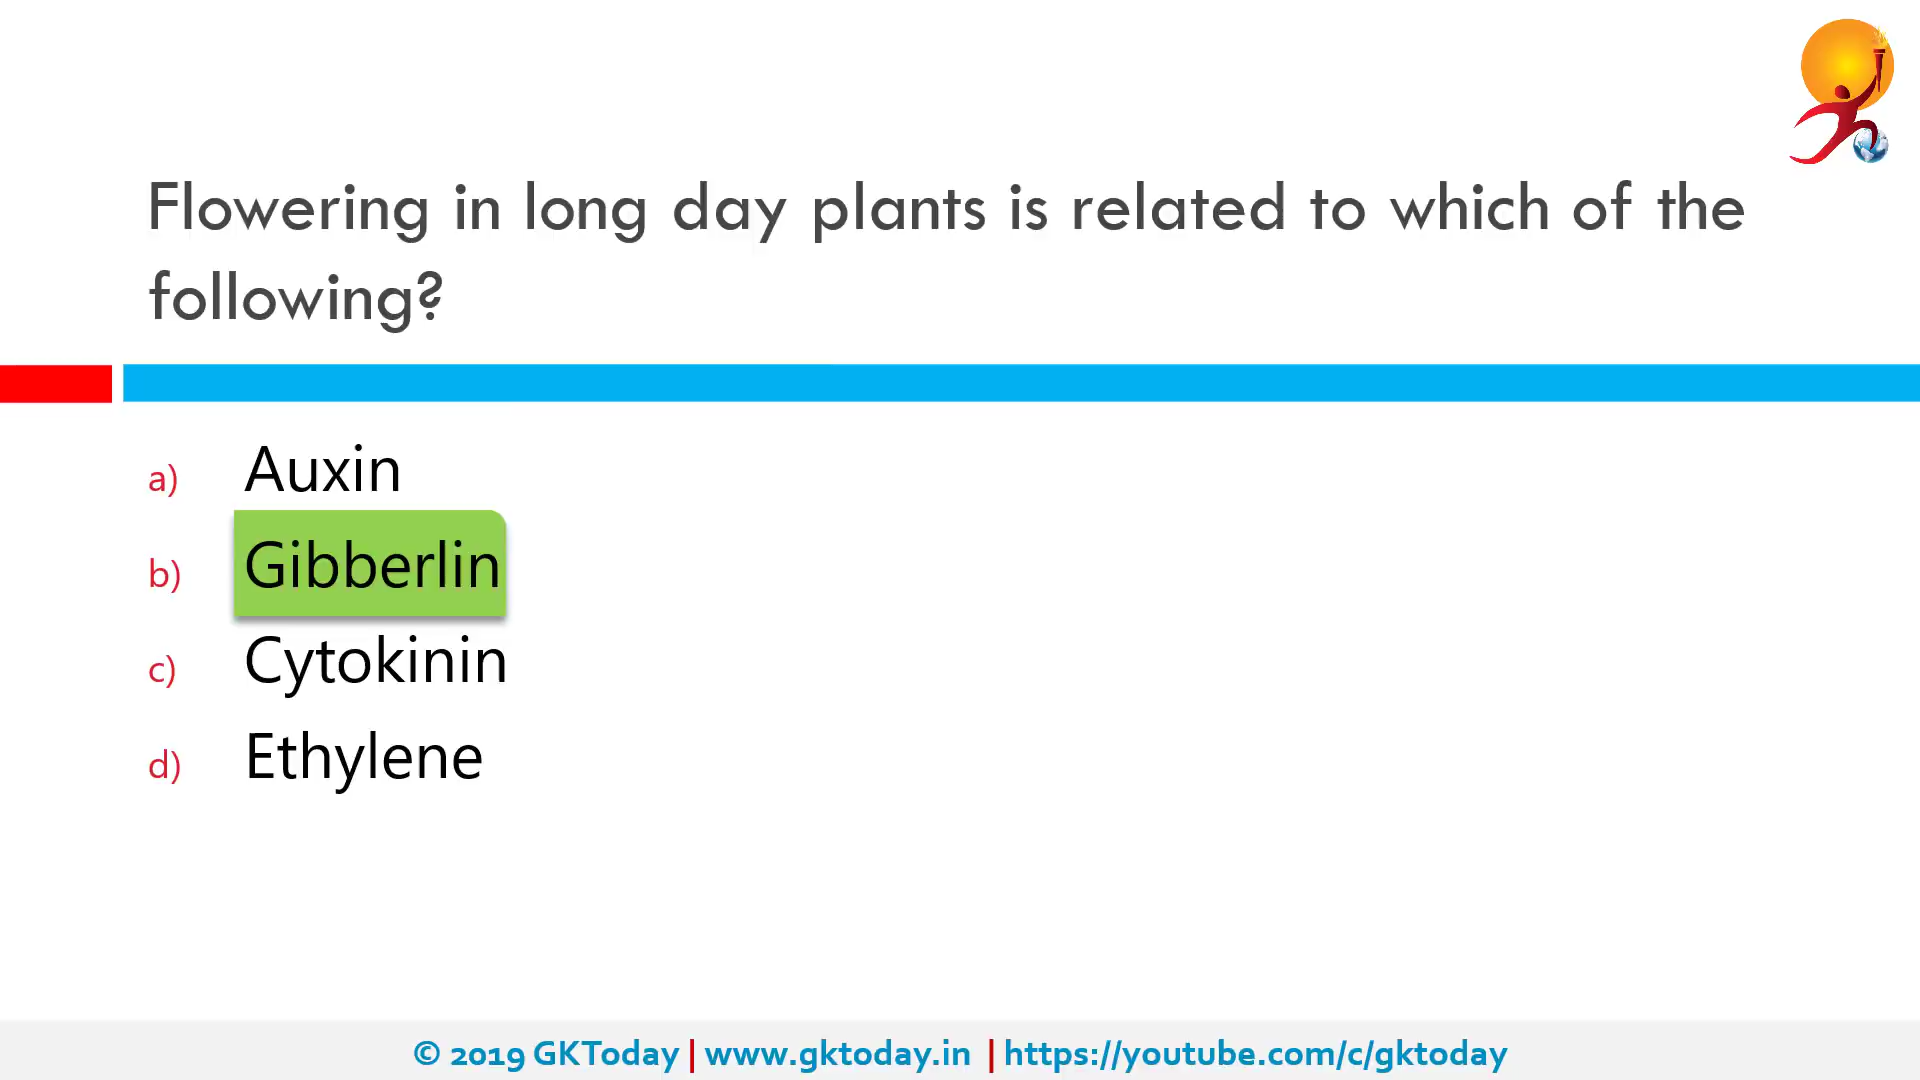 Flowering in long day plants is related to which of the
following?
a) Auxin
b) Gibberlin
c) Cytokinin
d) Ethylene
© 2019 GKToday | www.gktoday.in | https://youtube.com/c/gktoday